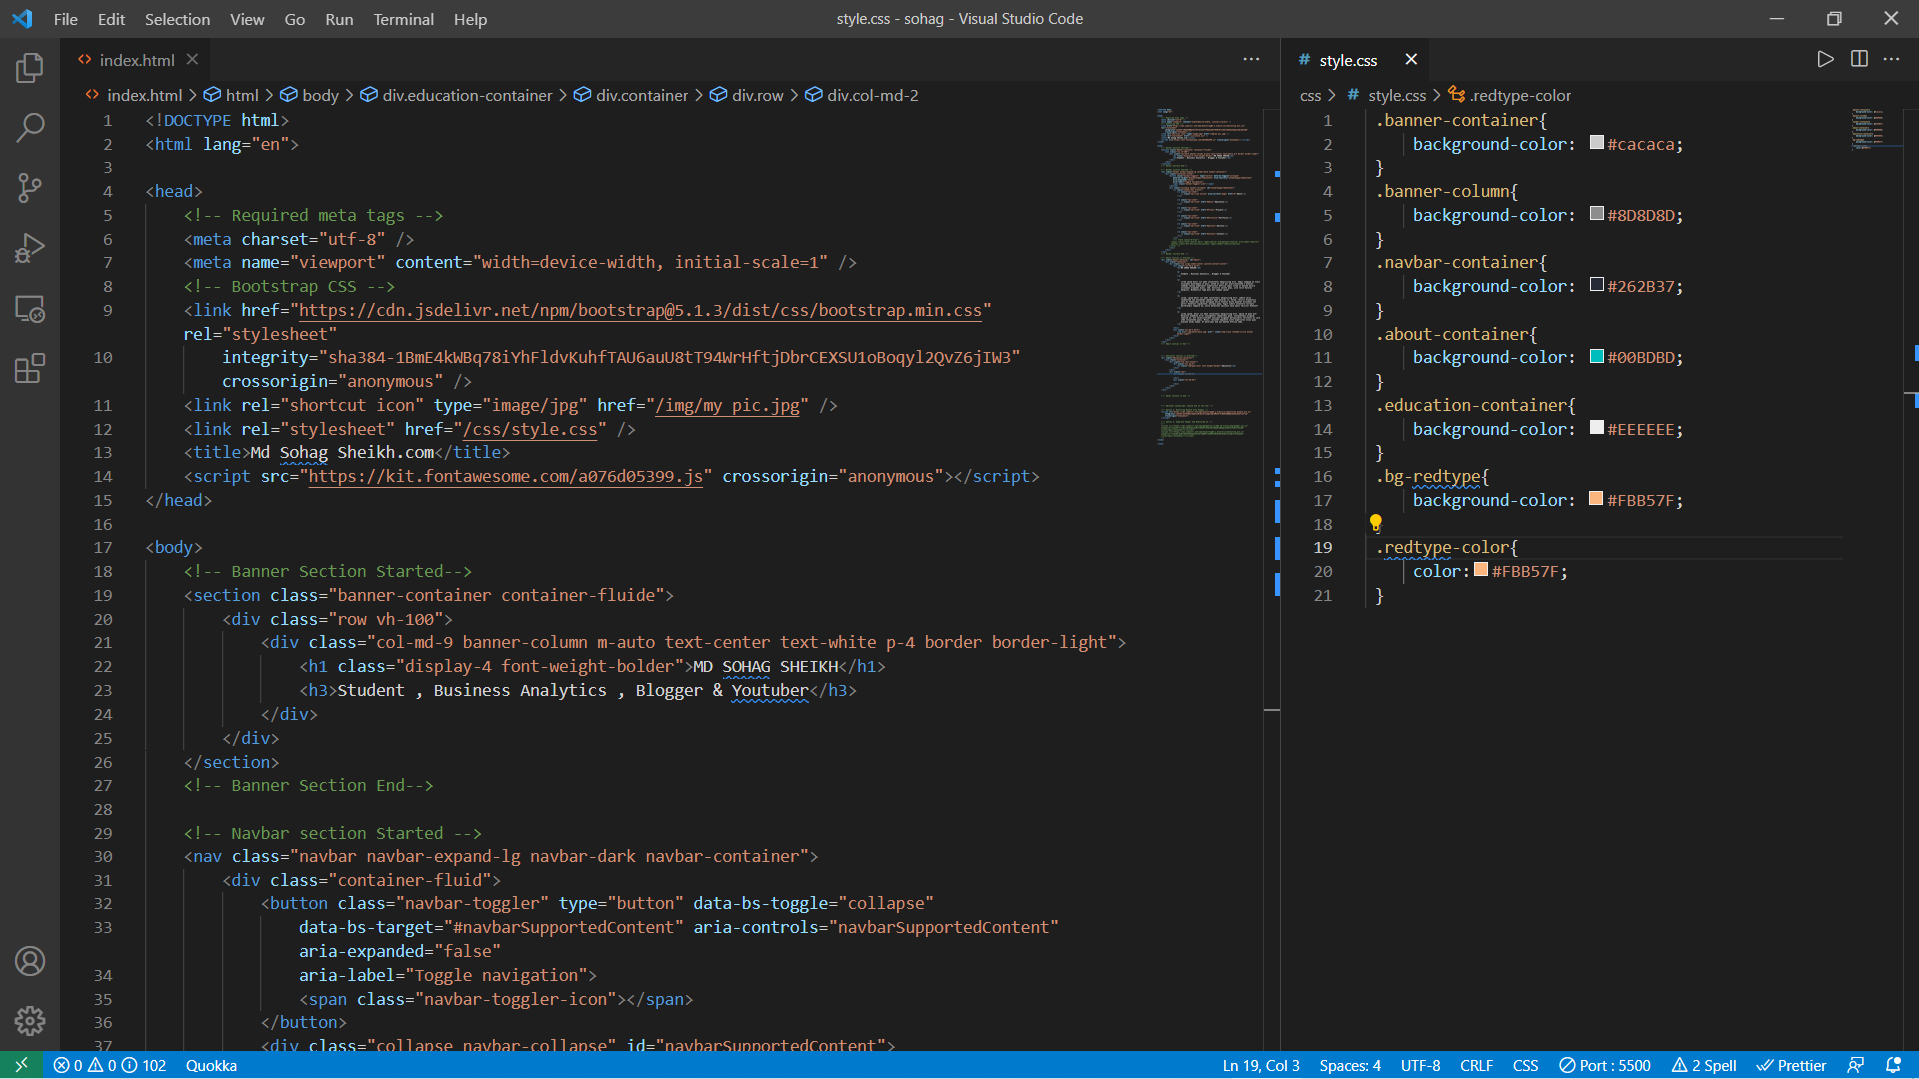 File Edit Selection View Go Run Terminal Help
style.css - sohag - Visual Studio Code
index.html
index.html > html > body > div.education-container > div.container > div.row > div.col-md-2
1 <!DOCTYPE html>
2 <html lang="en">
3
4 <head>
5 <!-- Required meta tags -->
6 <meta charset="utf-8" />
7 <meta name="viewport" content="width=device-width, initial-scale=1" />
8 <!-- Bootstrap CSS -->
9 <link href="https://cdn.jsdelivr.net/npm/bootstrap@5.1.3/dist/css/bootstrap.min.css"
rel="stylesheet"
10 integrity="sha384-1BmE4kWBq78iYhFldvKuhfTAU6auU8tT94WrHftjDbrCEXSU1oBoqyl2QvZ6jIW3"
crossorigin="anonymous" />
11 <link rel="shortcut icon" type="image/jpg" href="/img/my pic.jpg" />
12 <link rel="stylesheet" href="/css/style.css" />
13 <title>Md Sohag Sheikh.com</title>
14 <script src="https://kit.fontawesome.com/a076d05399.js" crossorigin="anonymous"></script>
15 </head>
16
17 <body>
18 <!-- Banner Section Started-->
19 <section class="banner-container container-fluide">
20 <div class="row vh-100">
21 <div class="col-md-9 banner-column m-auto text-center text-white p-4 border border-light">
22 <h1 class="display-4 font-weight-bolder">MD SOHAG SHEIKH</h1>
23 <h3>Student , Business Analytics , Blogger & Youtuber</h3>
24 </div>
25 </div>
26 </section>
27 <!-- Banner Section End-->
28
29 <!-- Navbar section Started -->
30 <nav class="navbar navbar-expand-lg navbar-dark navbar-container">
31 <div class="container-fluid">
32 <button class="navbar-toggler" type="button" data-bs-toggle="collapse"
33 data-bs-target="#navbarSupportedContent" aria-controls="navbarSupportedContent"
aria-expanded="false"
34 aria-label="Toggle navigation">
35 <span class="navbar-toggler-icon"></span>
36 </button>
37 <div class="collapse navbar-collapse" id="navbarSupportedContent">
# style.css
css > # style.css > .redtype-color
1 .banner-container{
2 background-color: #cacaca;
3 }
4 .banner-column{
5 background-color: #8D8D8D;
6 }
7 .navbar-container{
8 background-color: #262B37;
9 }
10 .about-container{
11 background-color: #00BDBD;
12 }
13 .education-container{
14 background-color: #EEEEEE;
15 }
16 .bg-redtype{
17 background-color: #FBB57F;
18
19 .redtype-color{
20 color: #FBB57F;
21 }
0 0 102 Quokka
Ln 19, Col 3 Spaces: 4 UTF-8 CRLF CSS Port : 5500 2 Spell Prettier